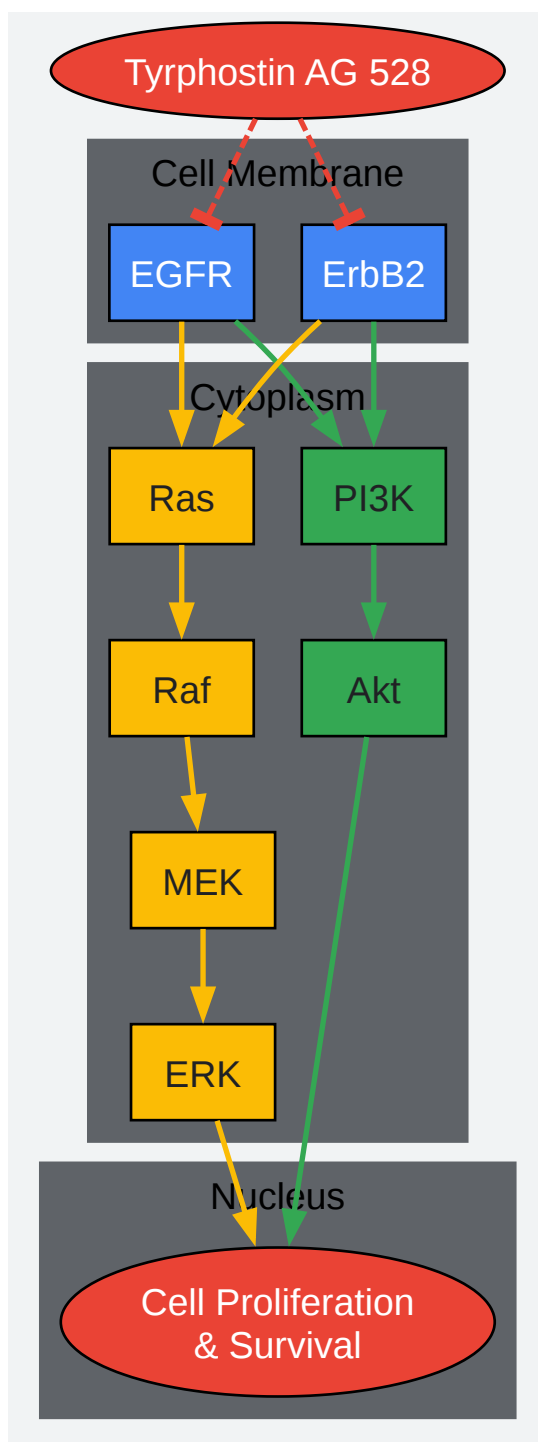 Tyrphostin AG 528
Cell Membrane
EGFR
ErbB2
Cytoplasm
Ras
PI3K
Raf
Akt
MEK
ERK
Nucleus
Cell Proliferation
& Survival